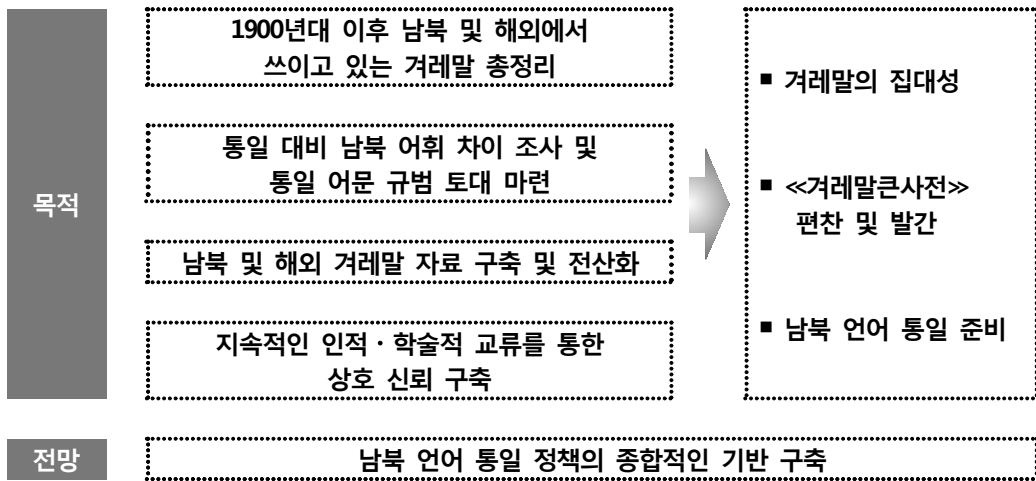 목적
1900년대 이후 남북 및 해외에서
쓰이고 있는 겨레말 총정리
통일 대비 남북 어휘 차이 조사 및
통일 어문 규범 토대 마련
남북 및 해외 겨레말 자료 구축 및 전산화
지속적인 인적·학술적 교류를 통한
상호 신뢰 구축
▪ 겨레말의 집대성
▪ ≪겨레말큰사전≫
편찬 및 발간
▪ 남북 언어 통일 준비
전망
남북 언어 통일 정책의 종합적인 기반 구축